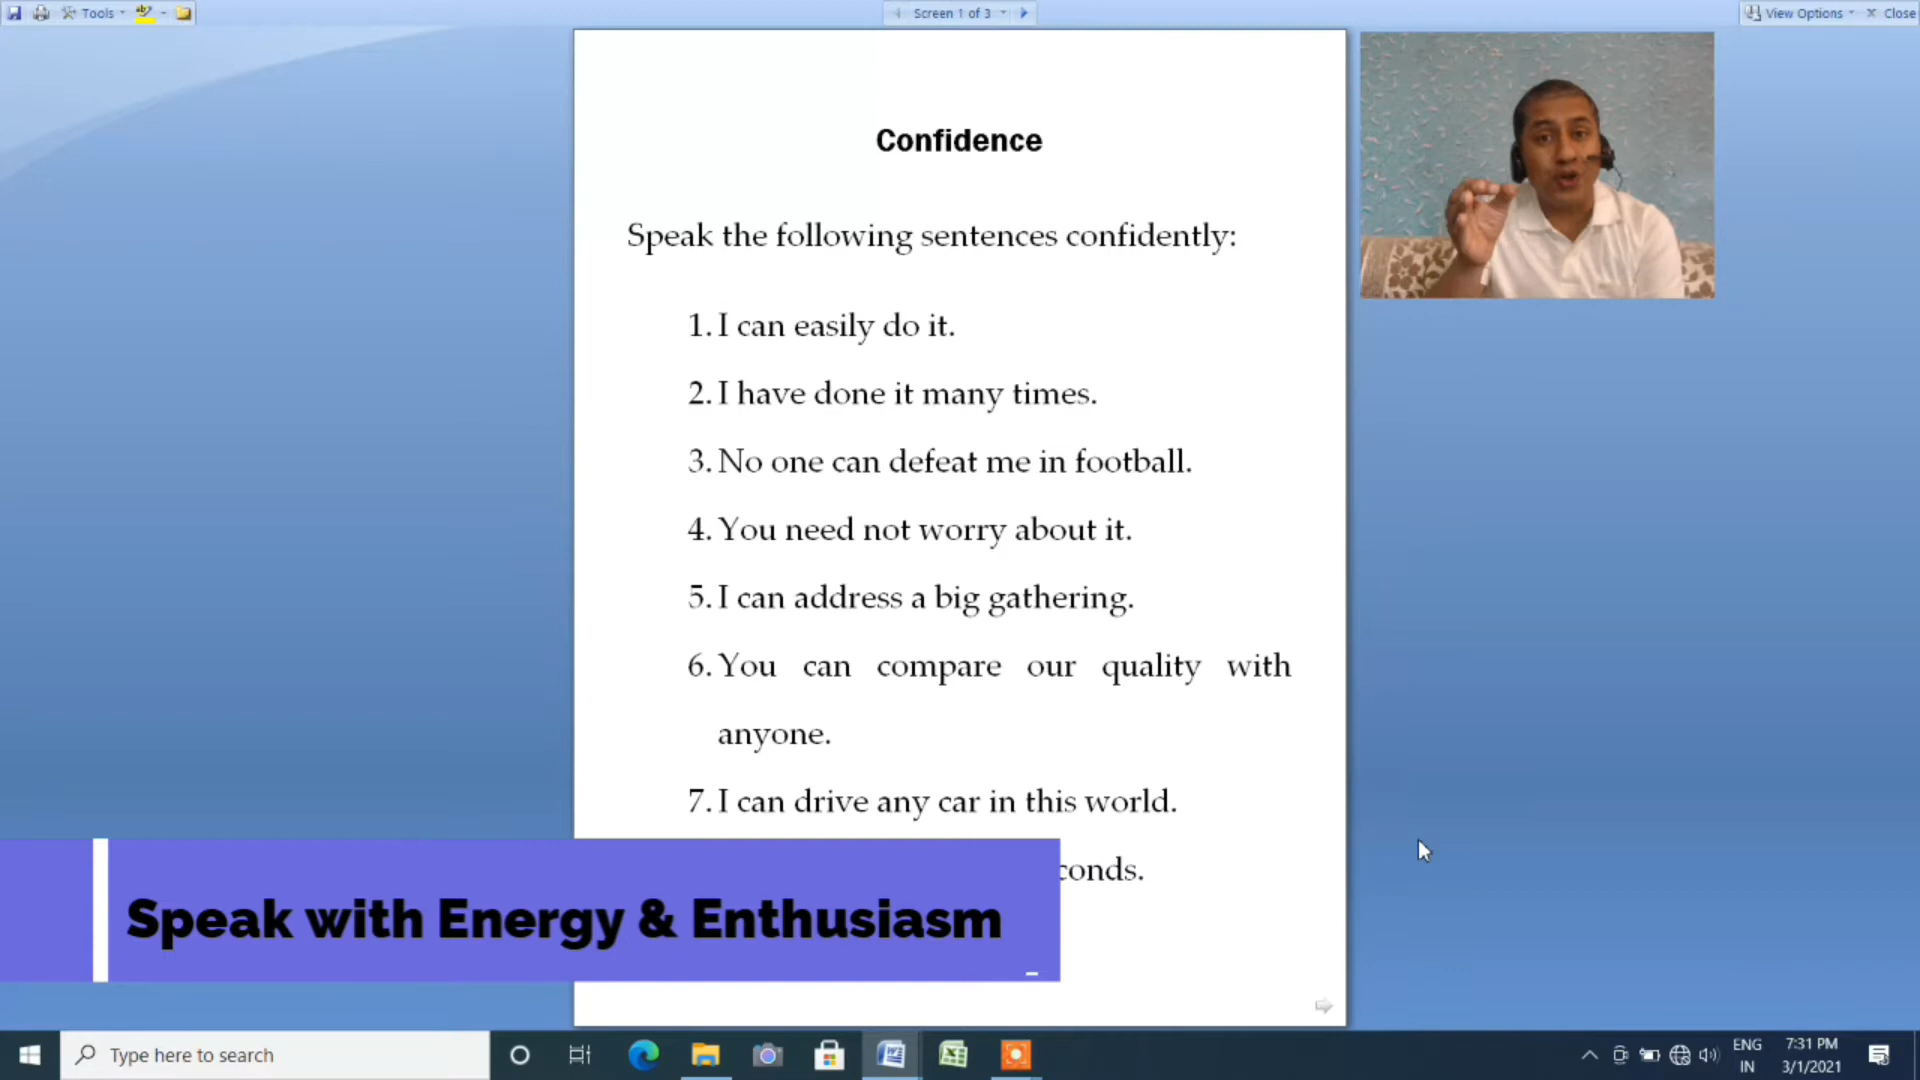 Tools
Screen 1 of 3
View Options
Close
Confidence
Speak the following sentences confidently:
1. I can easily do it.
2. I have done it many times.
3. No one can defeat me in football.
4. You need not worry about it.
5. I can address a big gathering.
6. You can compare our quality with
anyone.
7. I can drive any car in this world.
conds.
Speak with Energy & Enthusiasm
Type here to search
ENG
IN
7:31 PM
3/1/2021